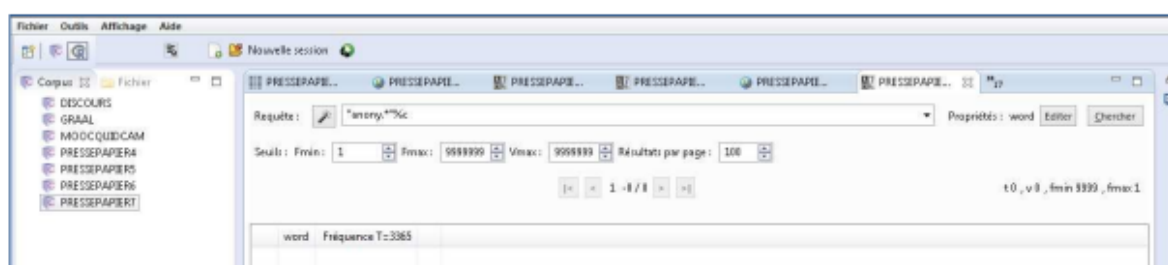 Fichier Outils Affichage Aide
Nouvelle session
Corpus Fichier
DISCOURS
GRAAL
MOOCQUIDCAM
PRESSEPAPIER4
PRESSEPAPIER5
PRESSEPAPIER6
PRESSEPAPIER7
PRESSEPAPIE... PRESSEPAPIE... PRESSEPAPIE... PRESSEPAPIE... PRESSEPAPIE... PRESSEPAPIE... "17
Requête : "anony.*"%c Propriétés : word Editer Chercher
Seuils : Fmin : 1 Fmax : 9999999 Vmax : 9999999 Résultats par page : 100
|< < 1 -0 / 0 > >| t 0 , v 0 , fmin 9999 , fmax 1
word Fréquence T=3365